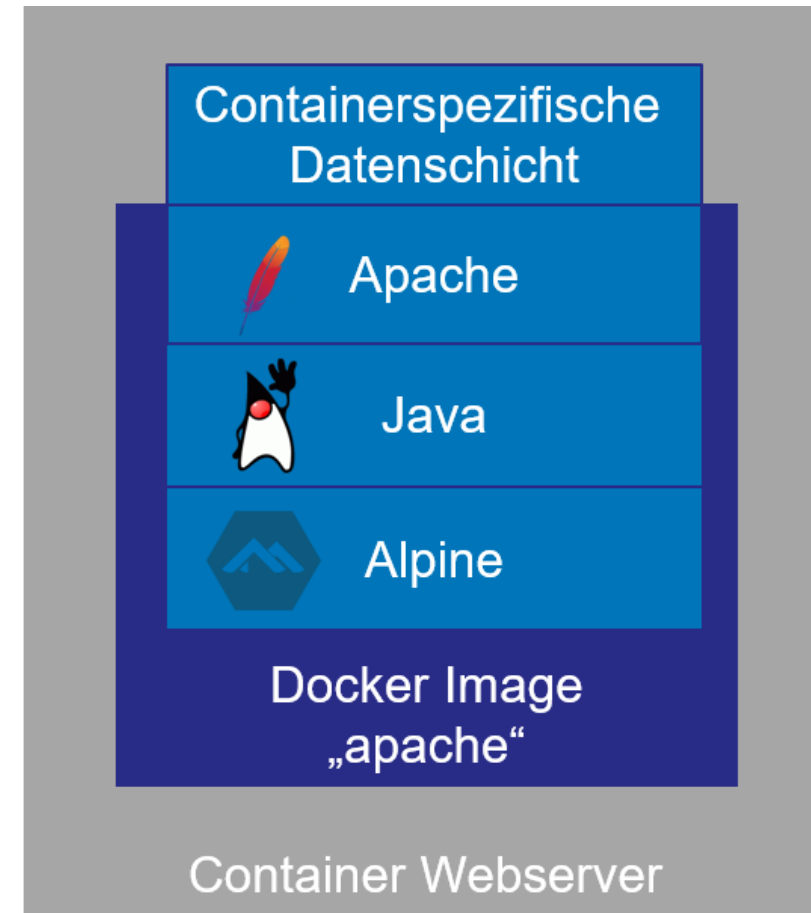 Containerspezifische
Datenschicht
Apache
Java
Alpine
Docker Image
„apache“
Container Webserver